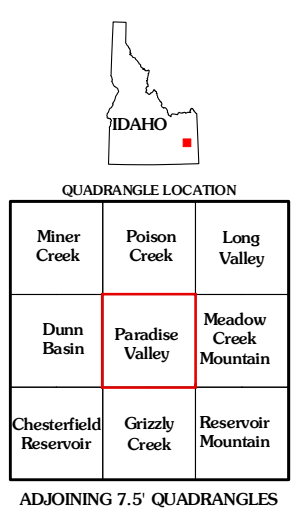 IDAHO
QUADRANGLE LOCATION
Miner
Creek
Poison
Creek
Long
Valley
Dunn
Basin
Paradise
Valley
Meadow
Creek
Mountain
Chesterfield
Reservoir
Grizzly
Creek
Reservoir
Mountain
ADJOINING 7.5' QUADRANGLES